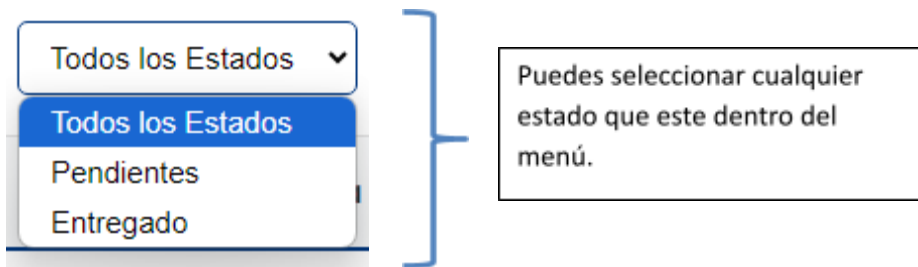 Todos los Estados
Todos los Estados
Pendientes
Entregado
Puedes seleccionar cualquier
estado que este dentro del
menú.